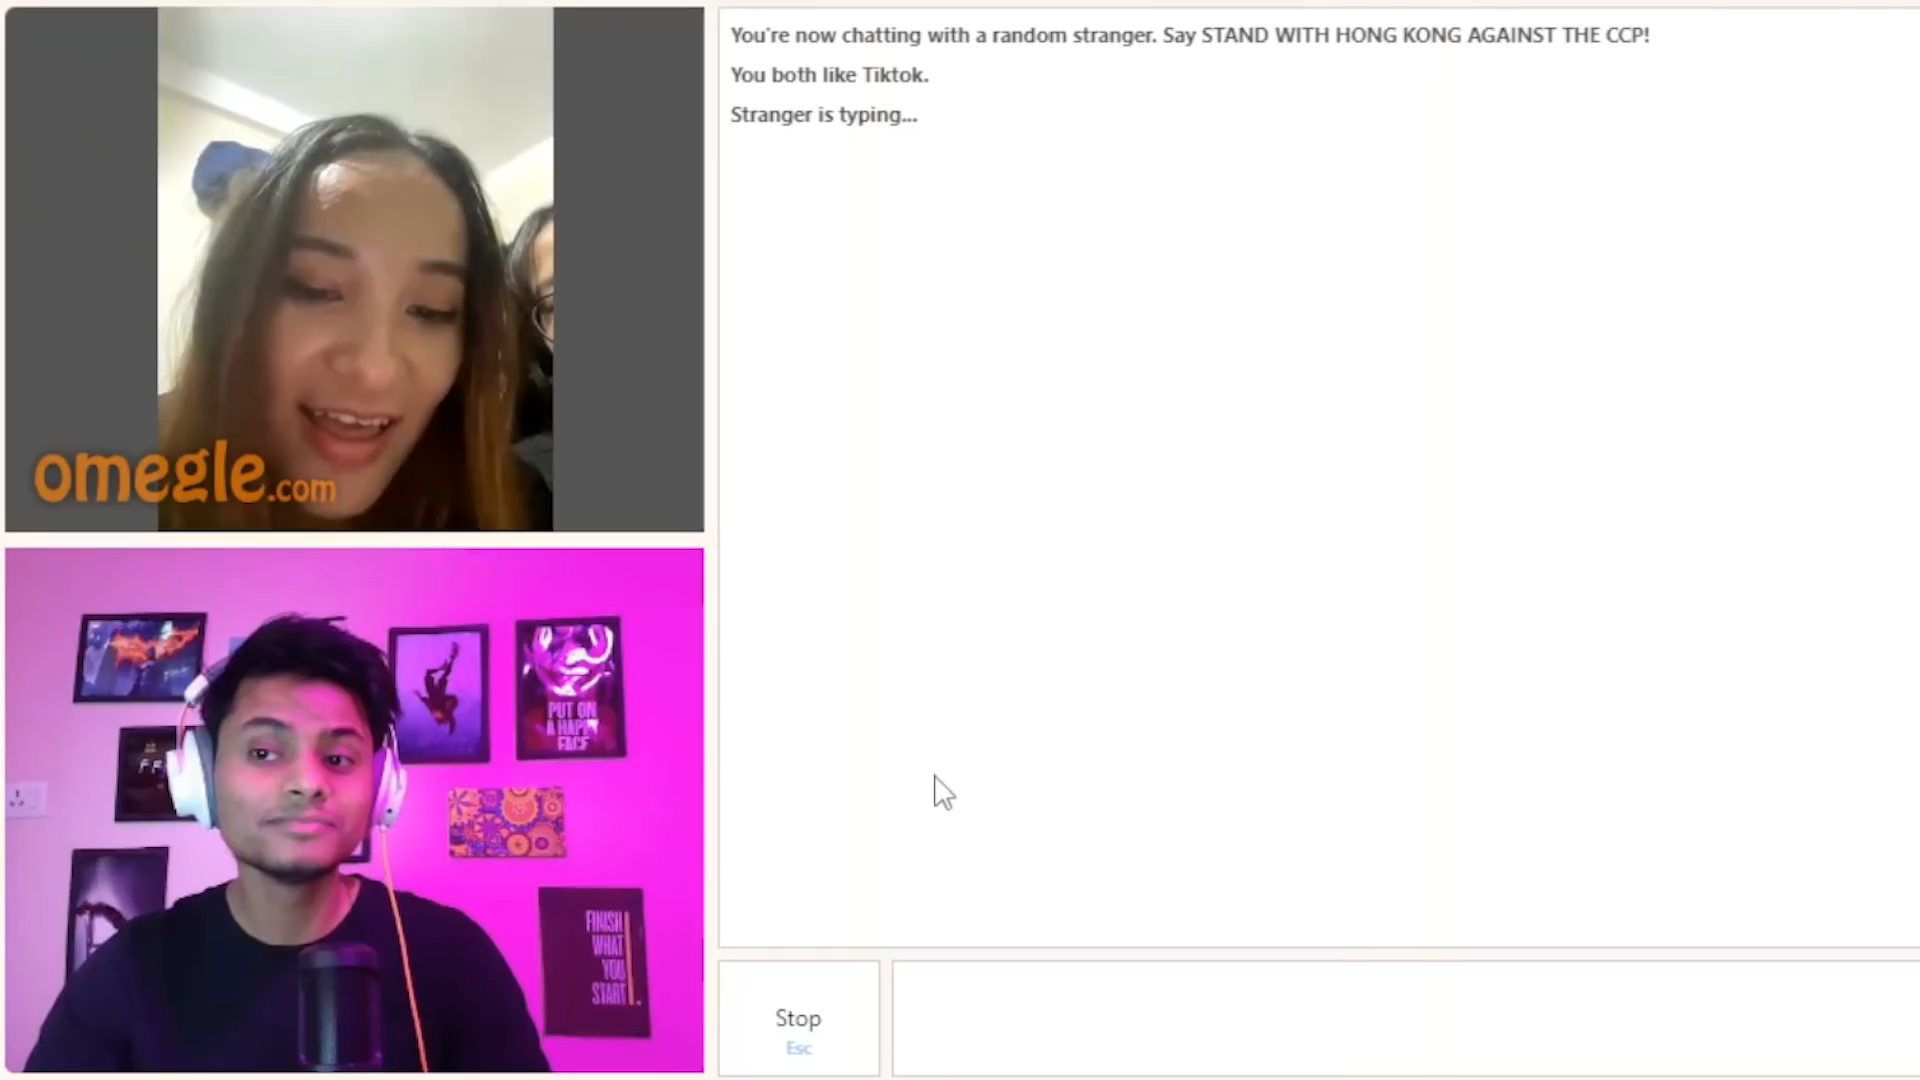 You're now chatting with a random stranger. Say STAND WITH HONG KONG AGAINST THE CCP!
You both like Tiktok.
Stranger is typing...
omegle.com
PUT ON
A HAPPY
FACE
FINISH
WHAT
YOU
START.
Stop
Esc